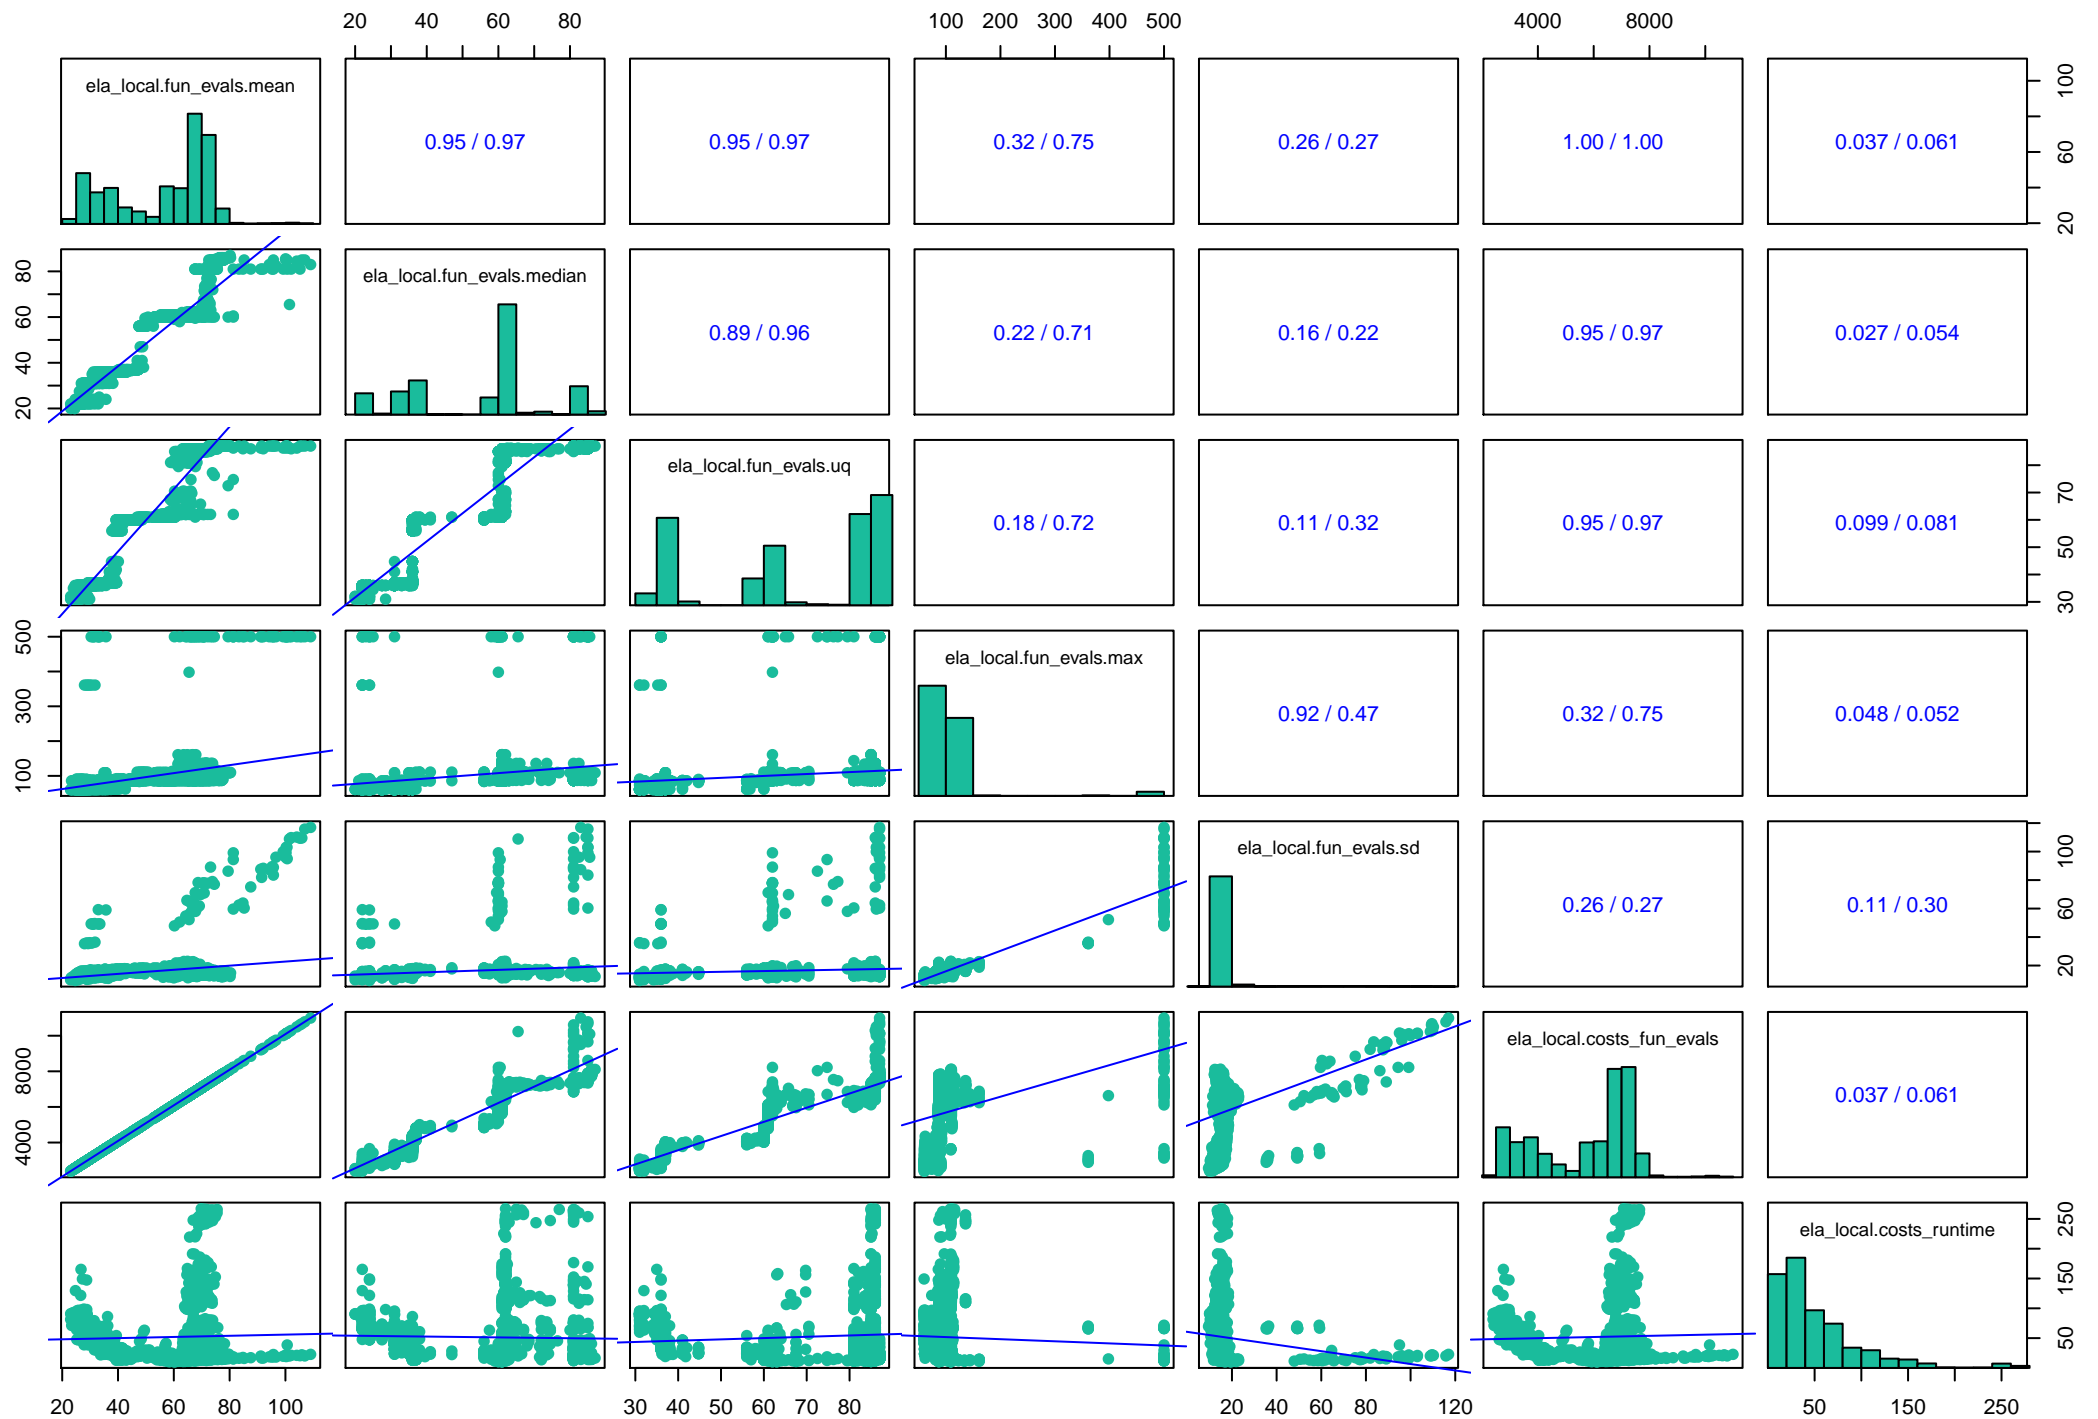 20 40 60 80
100 200 300 400 500
4000 8000
ela_local.fun_evals.mean
0.95 / 0.97
0.95 / 0.97
0.32 / 0.75
0.26 / 0.27
1.00 / 1.00
0.037 / 0.061
20 60 100
20 40 60 80
ela_local.fun_evals.median
0.89 / 0.96
0.22 / 0.71
0.16 / 0.22
0.95 / 0.97
0.027 / 0.054
ela_local.fun_evals.uq
0.18 / 0.72
0.11 / 0.32
0.95 / 0.97
0.099 / 0.081
30 50 70
100 300 500
ela_local.fun_evals.max
0.92 / 0.47
0.32 / 0.75
0.048 / 0.052
ela_local.fun_evals.sd
0.26 / 0.27
0.11 / 0.30
20 60 100
4000 8000
ela_local.costs_fun_evals
0.037 / 0.061
ela_local.costs_runtime
50 150 250
20 40 60 80 100
30 40 50 60 70 80
20 40 60 80 120
50 150 250